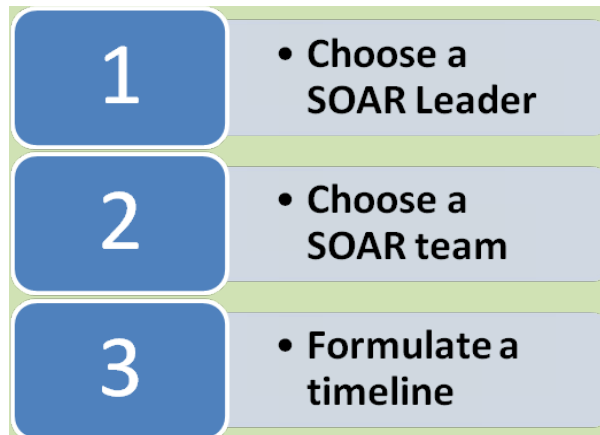 1
• Choose a
SOAR Leader
2
• Choose a
SOAR team
3
• Formulate a
timeline